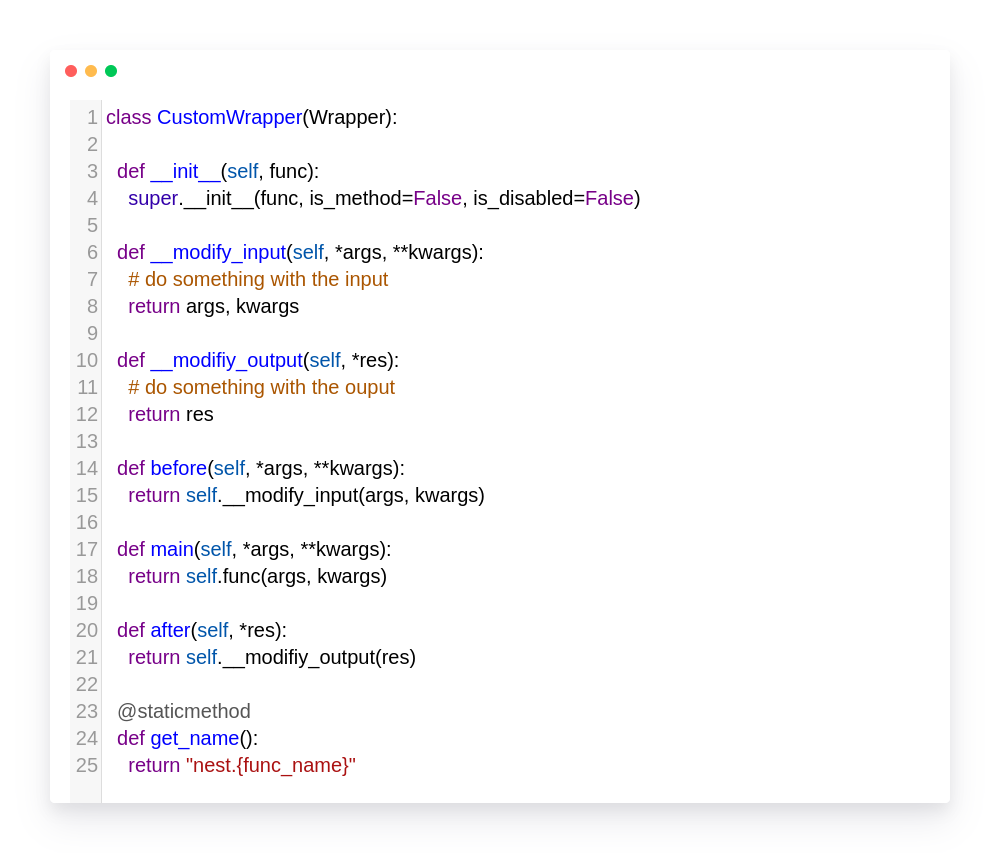 1 class CustomWrapper(Wrapper):
2
3   def __init__(self, func):
4     super.__init__(func, is_method=False, is_disabled=False)
5
6   def __modify_input(self, *args, **kwargs):
7     # do something with the input
8     return args, kwargs
9
10   def __modifiy_output(self, *res):
11     # do something with the ouput
12     return res
13
14   def before(self, *args, **kwargs):
15     return self.__modify_input(args, kwargs)
16
17   def main(self, *args, **kwargs):
18     return self.func(args, kwargs)
19
20   def after(self, *res):
21     return self.__modifiy_output(res)
22
23   @staticmethod
24   def get_name():
25     return "nest.{func_name}"